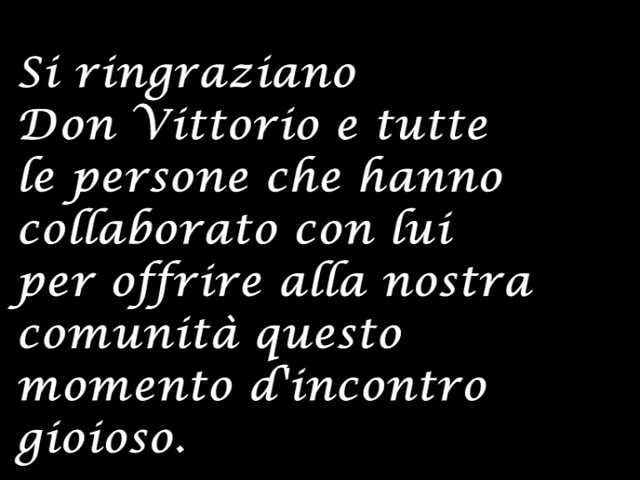 Si ringraziano
Don Vittorio e tutte
le persone che hanno
collaborato con lui
per offrire alla nostra
comunità questo
momento d'incontro
gioioso.